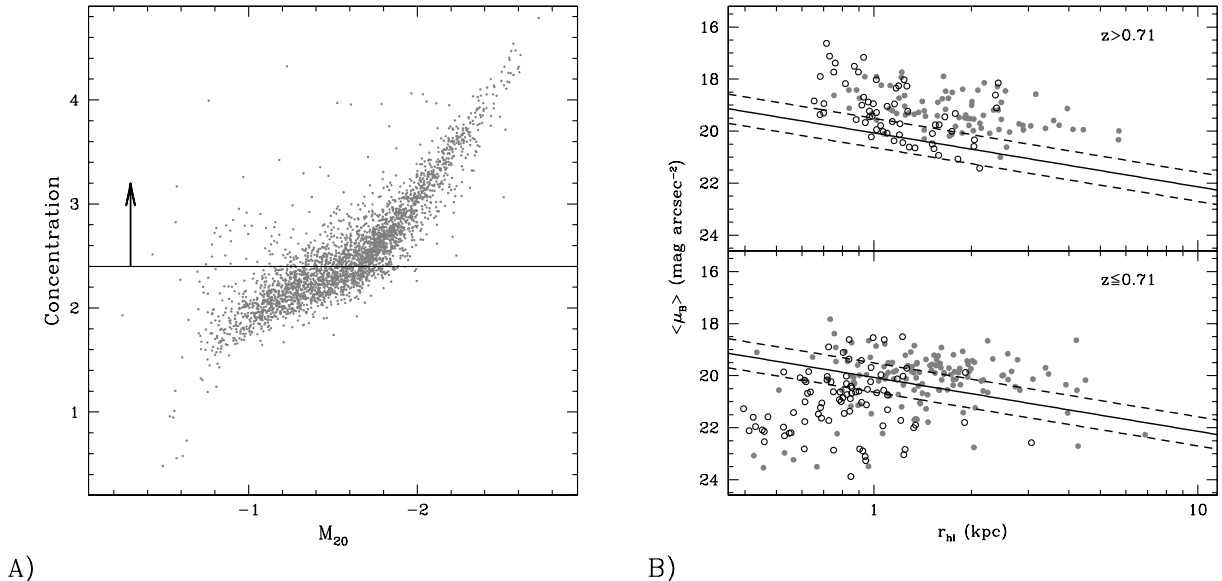 4
3
2
1
Concentration
-1
-2
M20
A)
z>0.71
16
18
20
22
24
z≦0.71
16
18
20
22
24
<μB> (mag arcsec−2)
1
10
rhl (kpc)
B)